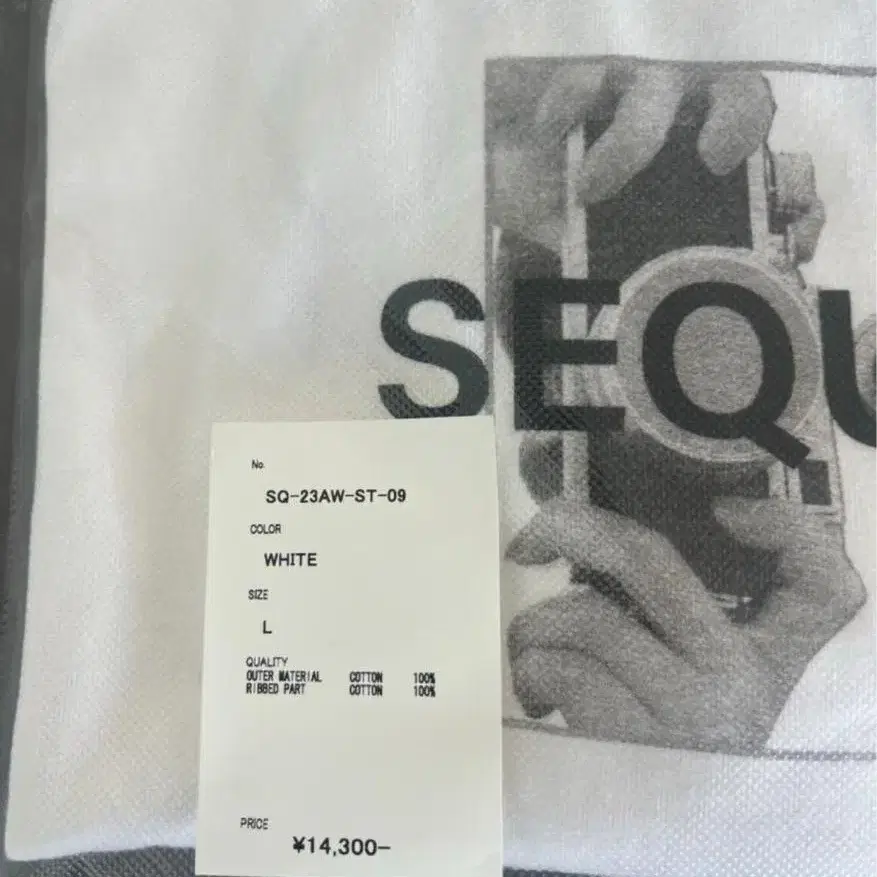 SEQU
No.
SQ-23AW-ST-09
COLOR
WHITE
SIZE
L
QUALITY
OUTER MATERIAL COTTON 100%
RIBBED PART COTTON 100%
PRICE
¥14,300-